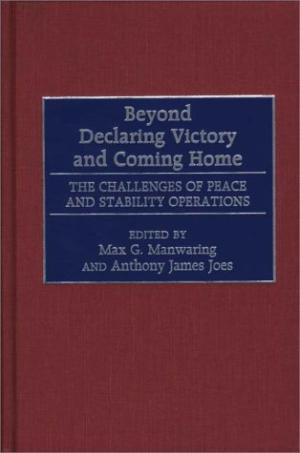 Beyond
Declaring Victory
and Coming Home
THE CHALLENGES OF PEACE
AND STABILITY OPERATIONS
EDITED BY
Max G. Manwaring
AND Anthony James Joes